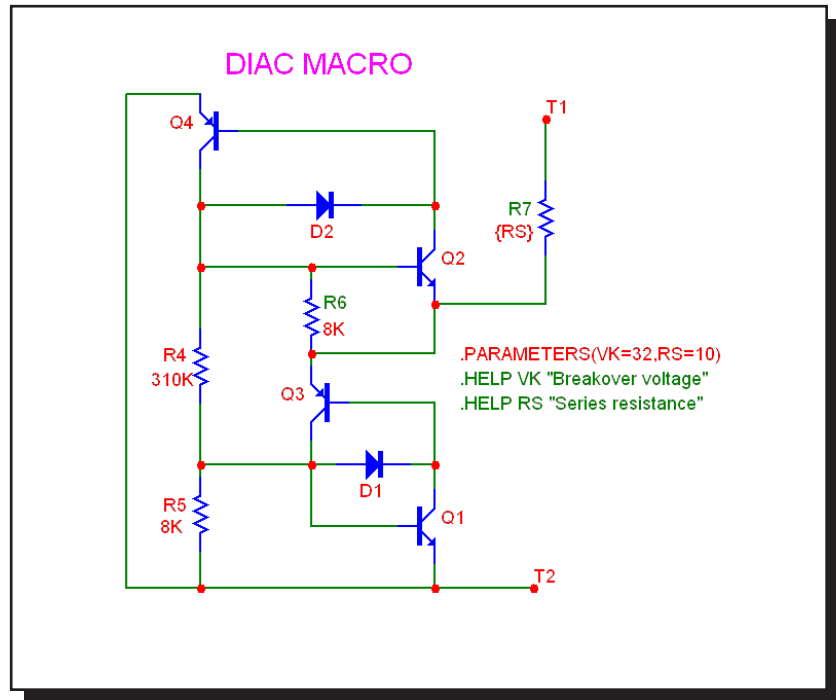 DIAC MACRO
T1
Q4
D2
R7
{RS}
Q2
R6
8K
R4
310K
.PARAMETERS(VK=32,RS=10)
.HELP VK "Breakover voltage"
.HELP RS "Series resistance"
Q3
D1
R5
8K
Q1
T2